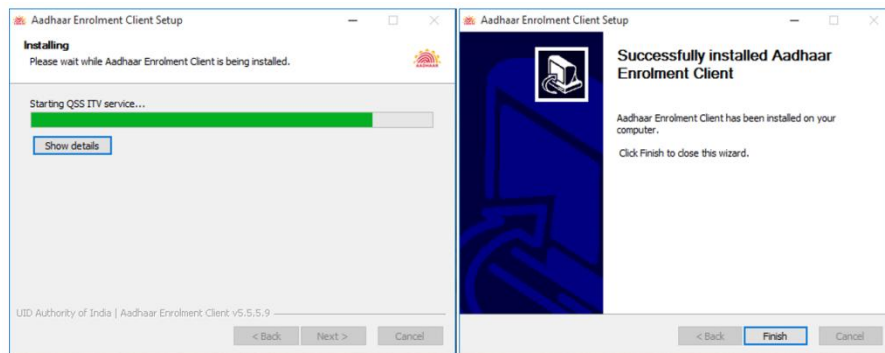 Aadhaar Enrolment Client Setup
Installing
Please wait while Aadhaar Enrolment Client is being installed.
AADHAAR
Starting QSS ITV service...
Show details
UID Authority of India | Aadhaar Enrolment Client v5.5.5.9
< Back
Next >
Cancel
Aadhaar Enrolment Client Setup
Successfully installed Aadhaar
Enrolment Client
Aadhaar Enrolment Client has been installed on your
computer.
Click Finish to close this wizard.
< Back
Finish
Cancel